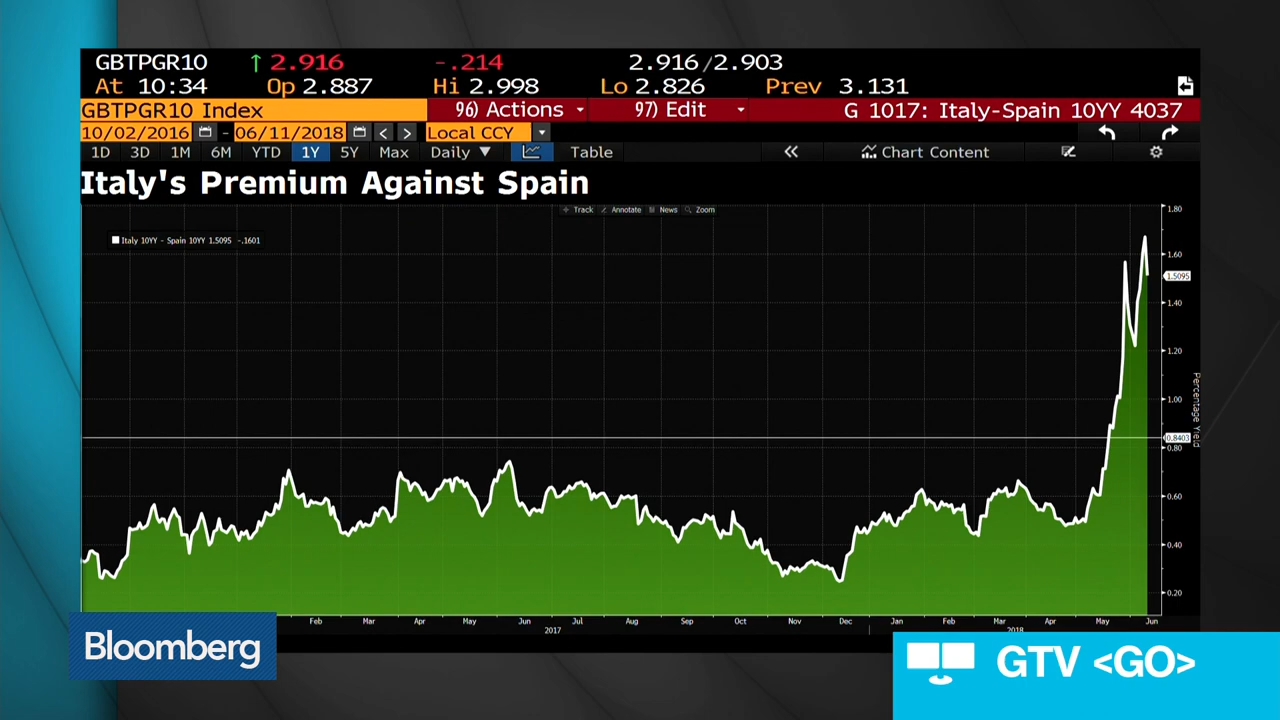 GBTPGR10 ↑ 2.916 -.214 2.916/2.903
At 10:34 Op 2.887 Hi 2.998 Lo 2.826 Prev 3.131
GBTPGR10 Index 96) Actions 97) Edit G 1017: Italy-Spain 10YY 4037
10/02/2016 - 06/11/2018 < > Local CCY
1D 3D 1M 6M YTD 1Y 5Y Max Daily ▼ Table « Chart Content
Italy's Premium Against Spain
Track Annotate News Zoom
Italy 10YY - Spain 10YY 1.5095 -.1601
1.80
1.60
1.5095
1.40
1.20
1.00
Percentage Yield
0.8403
0.80
0.60
0.40
0.20
Feb Mar Apr May Jun Jul Aug Sep Oct Nov Dec Jan Feb Mar Apr May Jun
2017 2018
Bloomberg
GTV <GO>